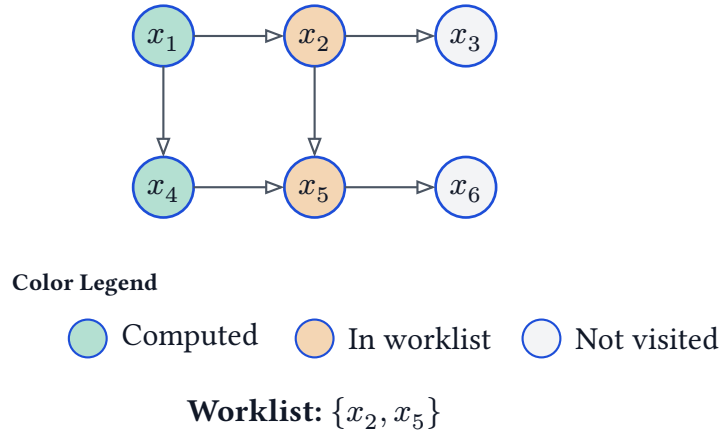 x₁ x₂ x₃
x₄ x₅ x₆
Color Legend
Computed In worklist Not visited
Worklist: {x₂, x₅}